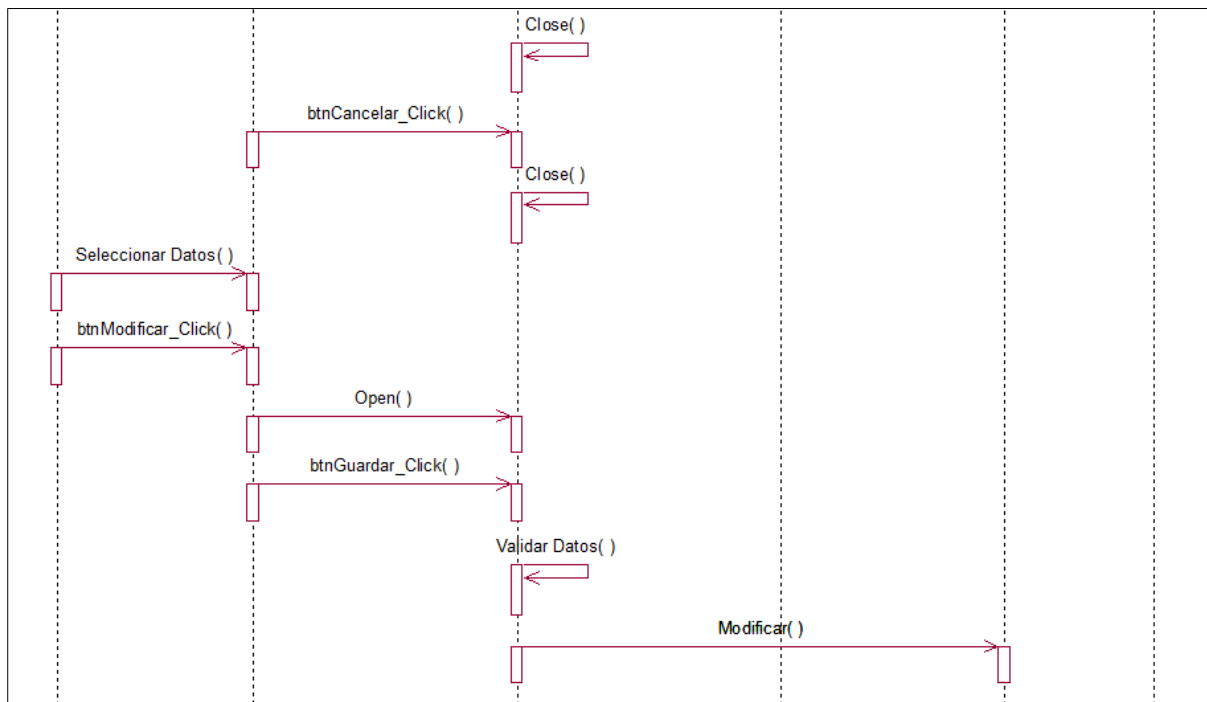 Close( )
btnCancelar_Click( )
Close( )
Seleccionar Datos( )
btnModificar_Click( )
Open( )
btnGuardar_Click( )
Validar Datos( )
Modificar( )